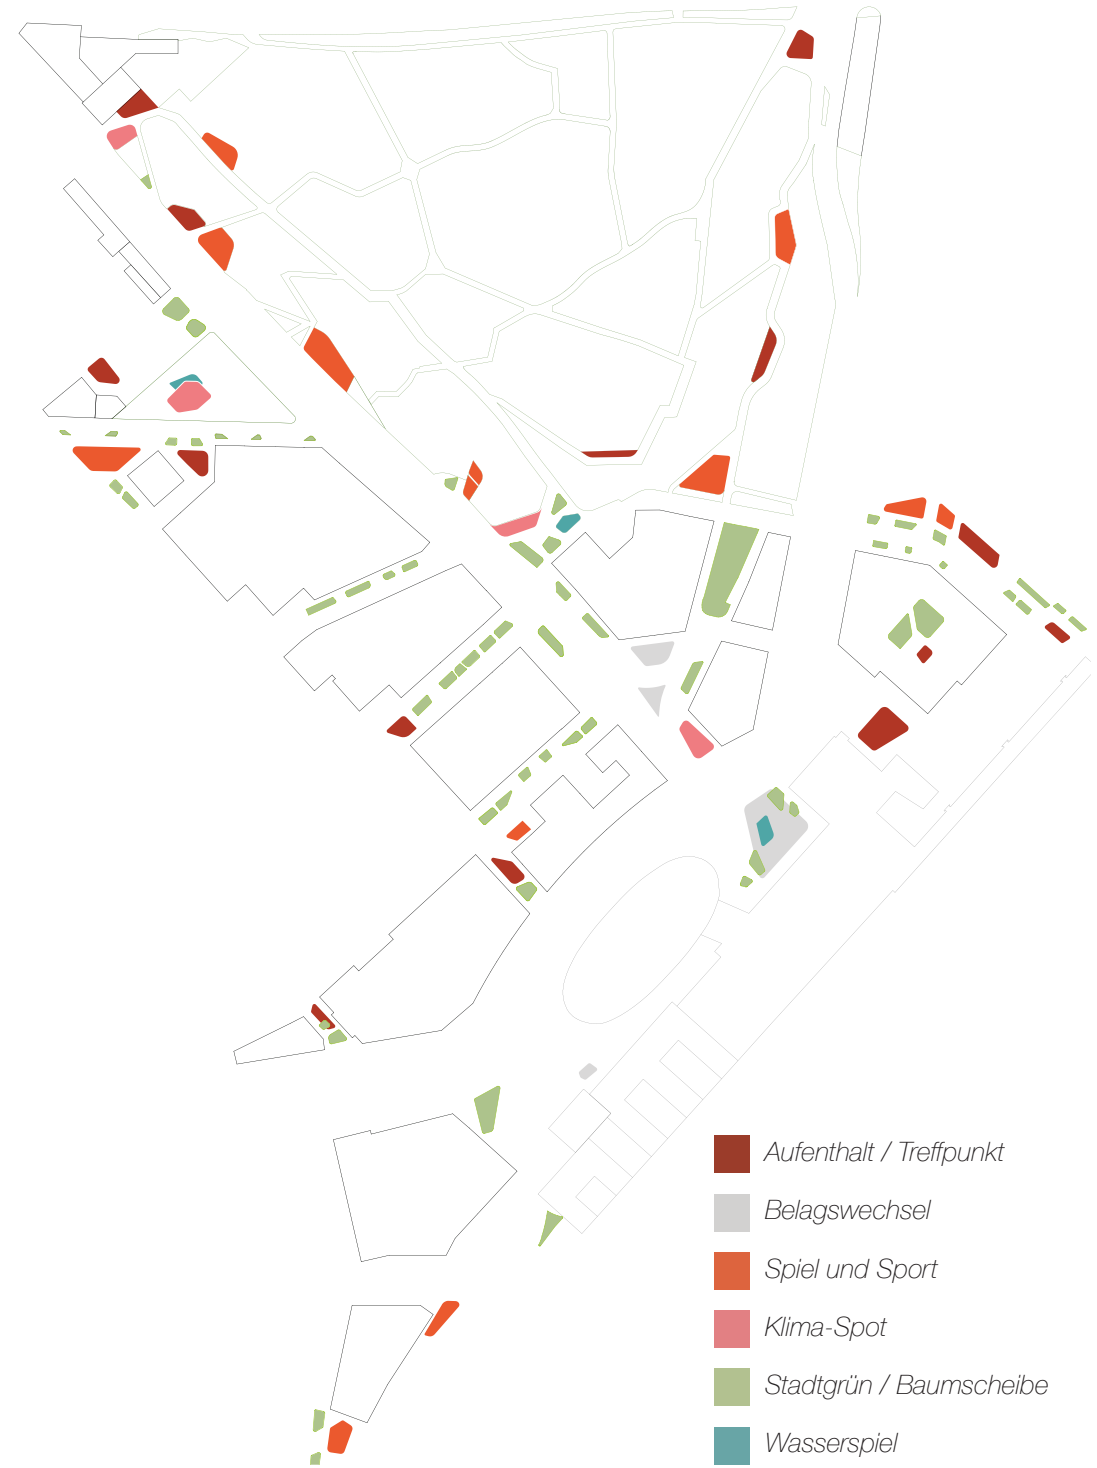 Aufenthalt / Treffpunkt
Belagswechsel
Spiel und Sport
Klima-Spot
Stadtgrün / Baumscheibe
Wasserspiel